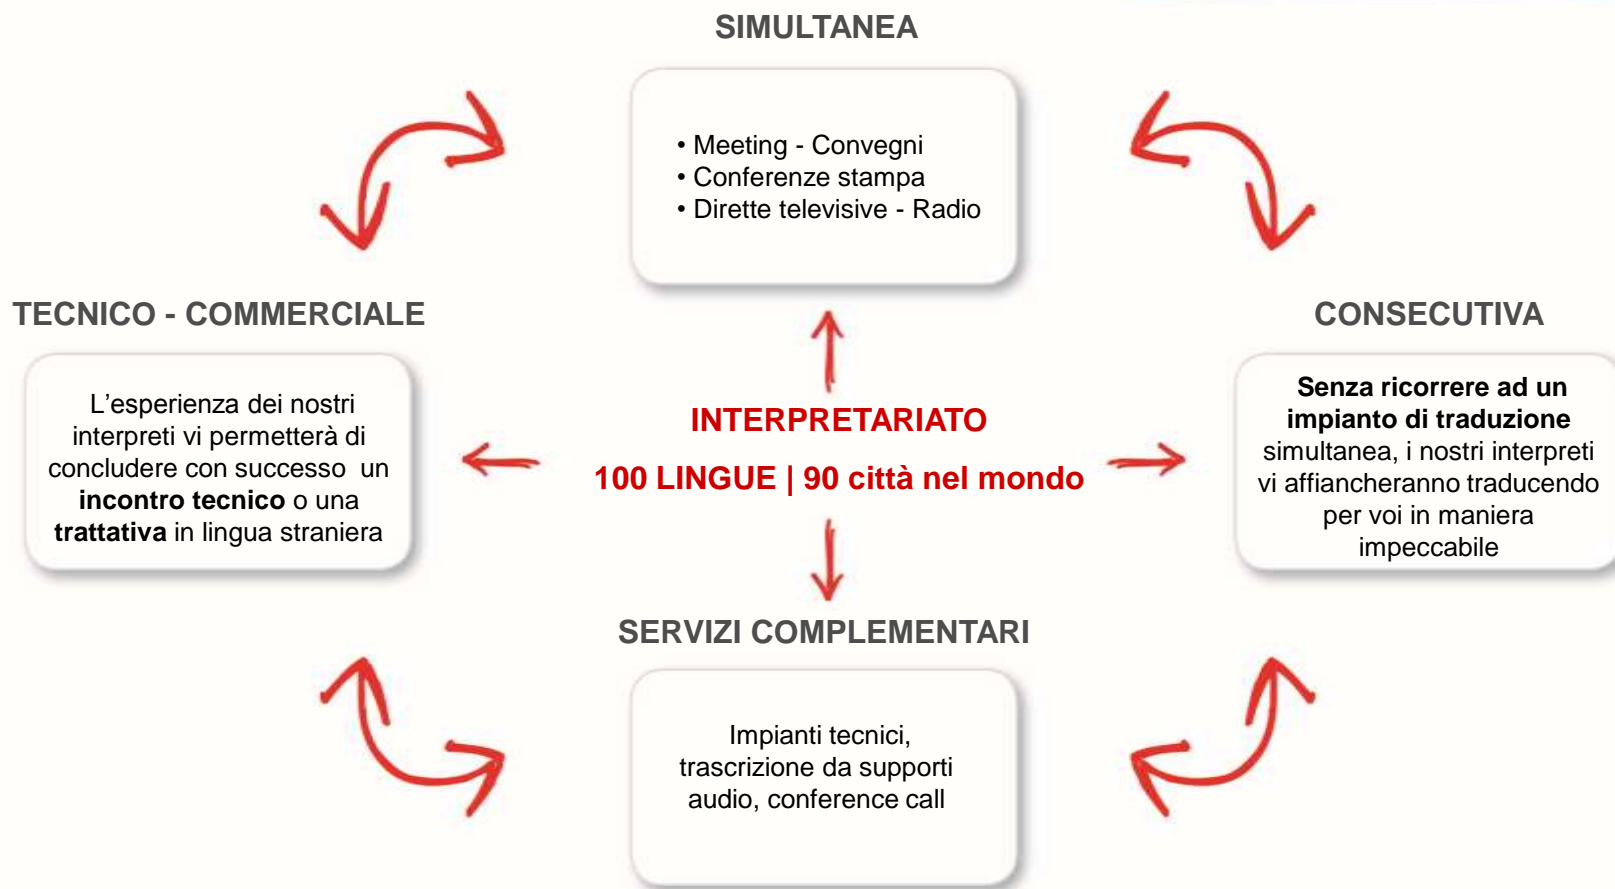 SIMULTANEA
• Meeting - Convegni
• Conferenze stampa
• Dirette televisive - Radio
TECNICO - COMMERCIALE
L'esperienza dei nostri
interpreti vi permetterà di
concludere con successo un
incontro tecnico o una
trattativa in lingua straniera
INTERPRETARIATO
100 LINGUE | 90 città nel mondo
CONSECUTIVA
Senza ricorrere ad un
impianto di traduzione
simultanea, i nostri interpreti
vi affiancheranno traducendo
per voi in maniera
impeccabile
SERVIZI COMPLEMENTARI
Impianti tecnici,
trascrizione da supporti
audio, conference call